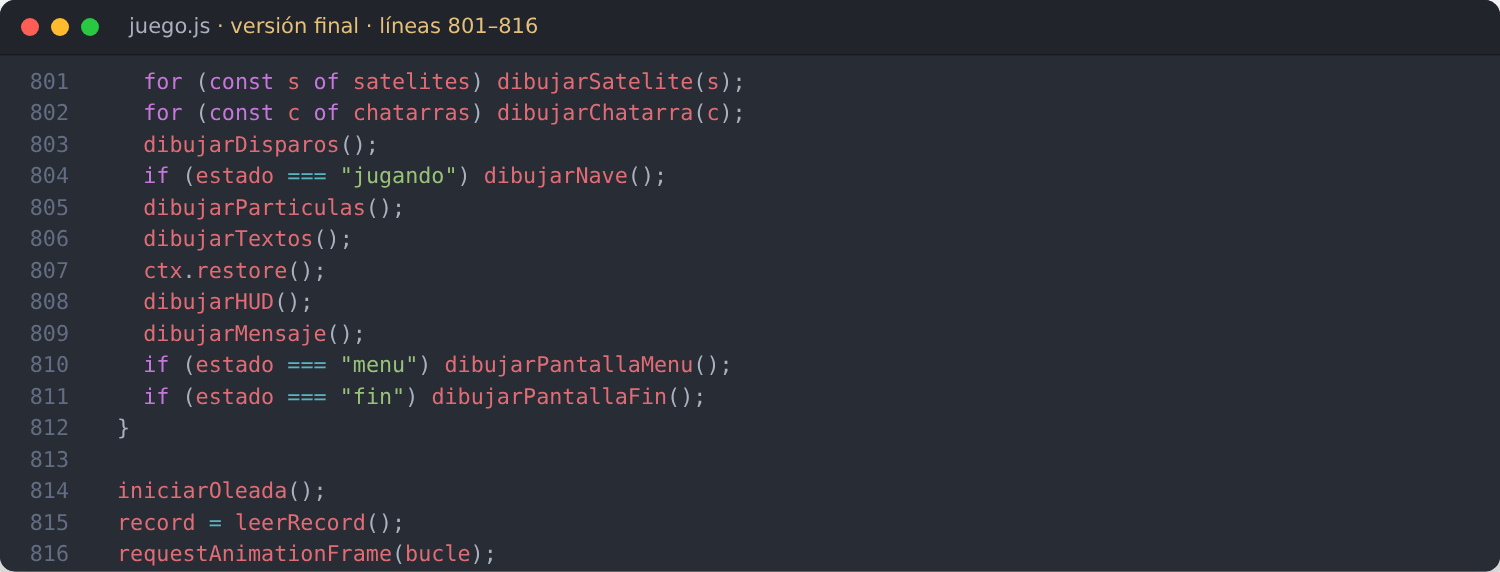 juego.js · versión final · líneas 801–816
801 for (const s of satelites) dibujarSatelite(s);
802 for (const c of chatarras) dibujarChatarra(c);
803 dibujarDisparos();
804 if (estado === "jugando") dibujarNave();
805 dibujarParticulas();
806 dibujarTextos();
807 ctx.restore();
808 dibujarHUD();
809 dibujarMensaje();
810 if (estado === "menu") dibujarPantallaMenu();
811 if (estado === "fin") dibujarPantallaFin();
812 }
813
814 iniciarOleada();
815 record = leerRecord();
816 requestAnimationFrame(bucle);